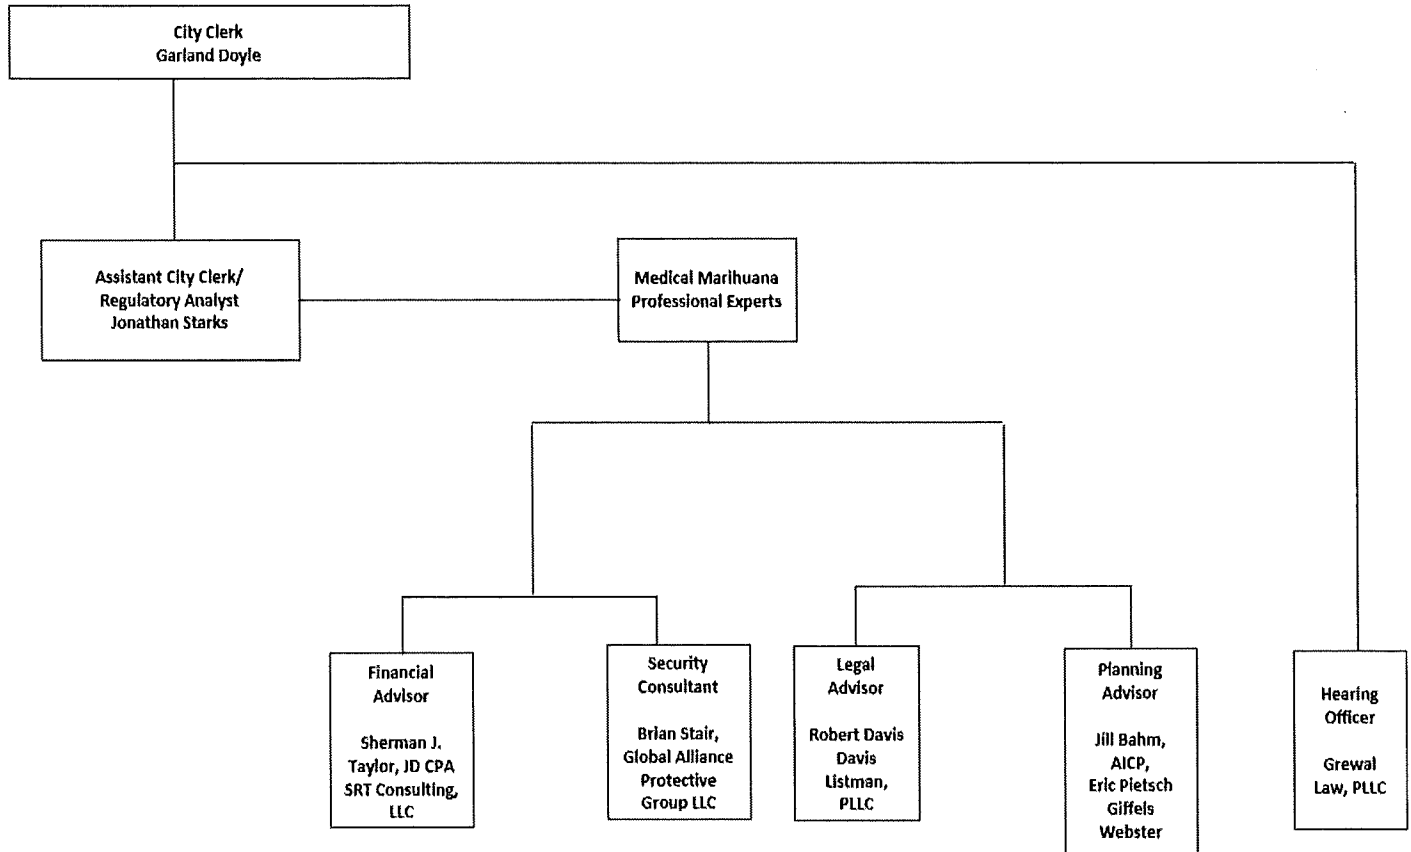 City Clerk
Garland Doyle
Assistant City Clerk/
Regulatory Analyst
Jonathan Starks
Medical Marihuana
Professional Experts
Financial
Advisor
Sherman J.
Taylor, JD CPA
SRT Consulting,
LLC
Security
Consultant
Brian Stair,
Global Alliance
Protective
Group LLC
Legal
Advisor
Robert Davis
Davis
Listman,
PLLC
Planning
Advisor
Jill Bahm,
AICP,
Eric Pietsch
Giffels
Webster
Hearing
Officer
Grewal
Law, PLLC